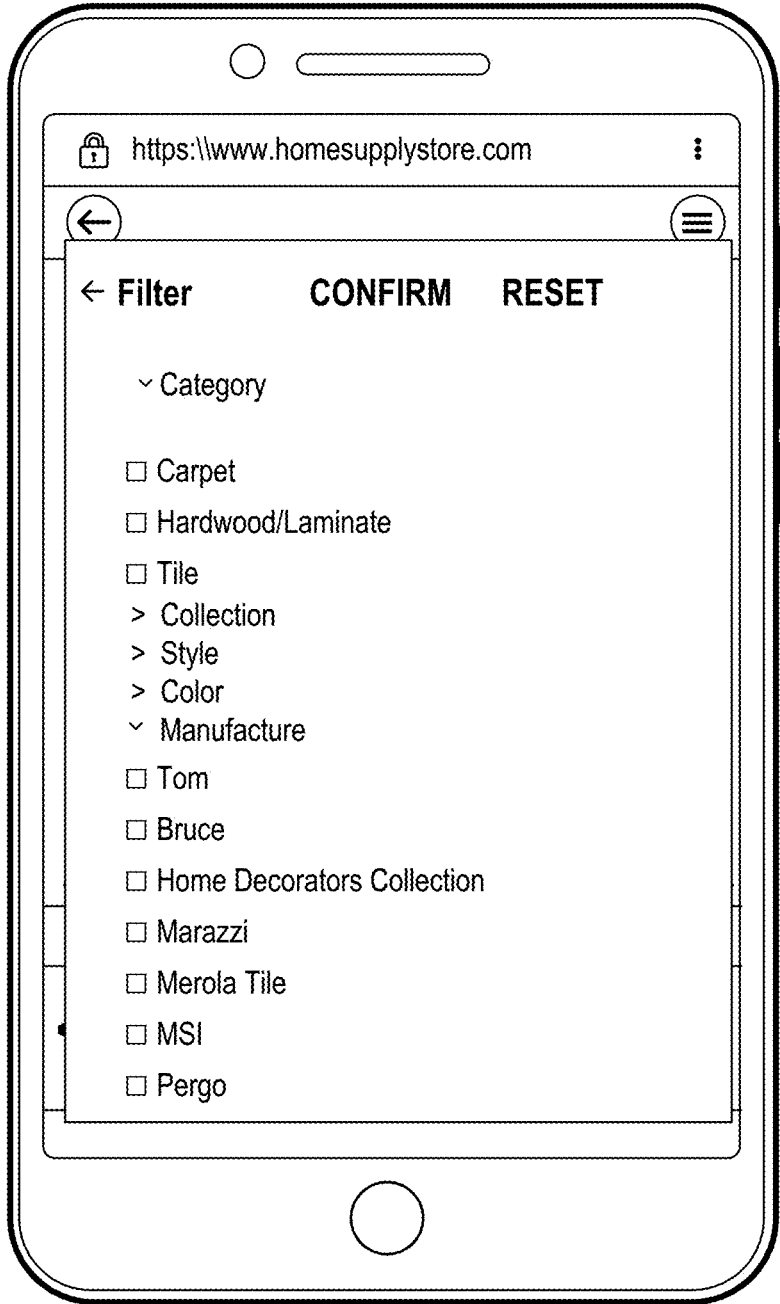 https:\\www.homesupplystore.com
Filter CONFIRM RESET
Category
Carpet
Hardwood/Laminate
Tile
> Collection
> Style
> Color
Manufacture
Tom
Bruce
Home Decorators Collection
Marazzi
Merola Tile
MSI
Pergo